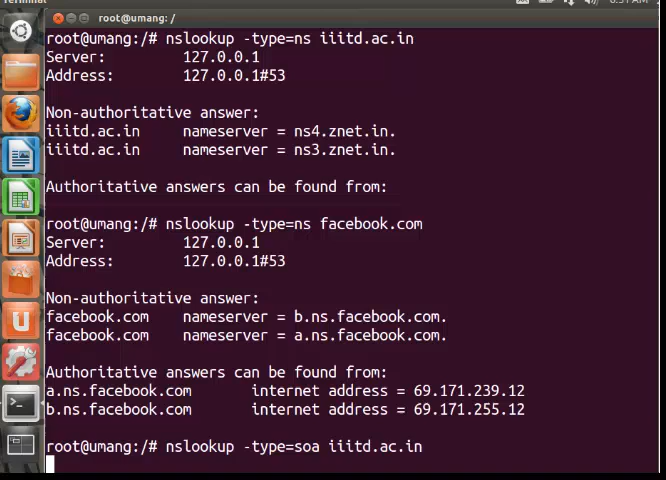 root@umang: /
root@umang:/# nslookup -type=ns iiitd.ac.in
Server: 127.0.0.1
Address: 127.0.0.1#53
Non-authoritative answer:
iiitd.ac.in nameserver = ns4.znet.in.
iiitd.ac.in nameserver = ns3.znet.in.
Authoritative answers can be found from:
root@umang:/# nslookup -type=ns facebook.com
Server: 127.0.0.1
Address: 127.0.0.1#53
Non-authoritative answer:
facebook.com nameserver = b.ns.facebook.com.
facebook.com nameserver = a.ns.facebook.com.
Authoritative answers can be found from:
a.ns.facebook.com internet address = 69.171.239.12
b.ns.facebook.com internet address = 69.171.255.12
root@umang:/# nslookup -type=soa iiitd.ac.in